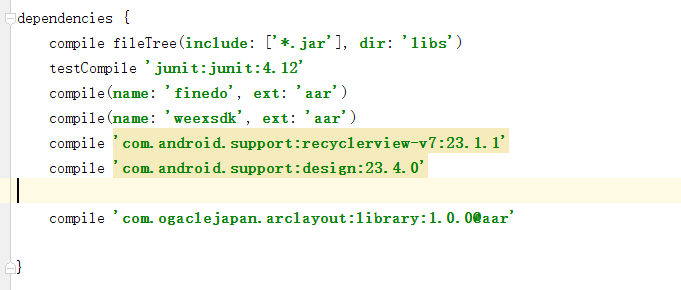 dependencies {
    compile fileTree(include: ['*.jar'], dir: 'libs')
    testCompile 'junit:junit:4.12'
    compile(name: 'finedo', ext: 'aar')
    compile(name: 'weexsdk', ext: 'aar')
    compile 'com.android.support:recyclerview-v7:23.1.1'
    compile 'com.android.support:design:23.4.0'
    compile 'com.ogaclejapan.arclayout:library:1.0.0@aar'
}